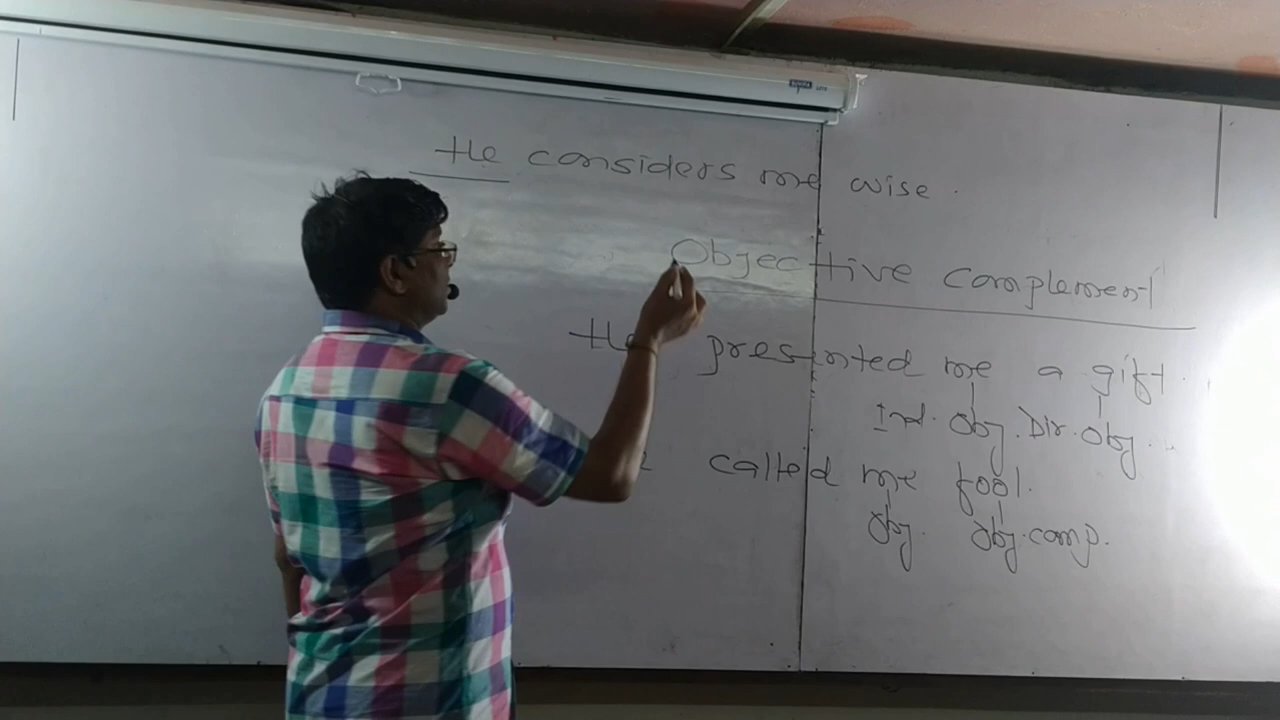 He considers me wise.
Objective Complement
He presented me a gift.
Ind. Obj. Dir. Obj.
called me fool.
Obj. Obj. comp.